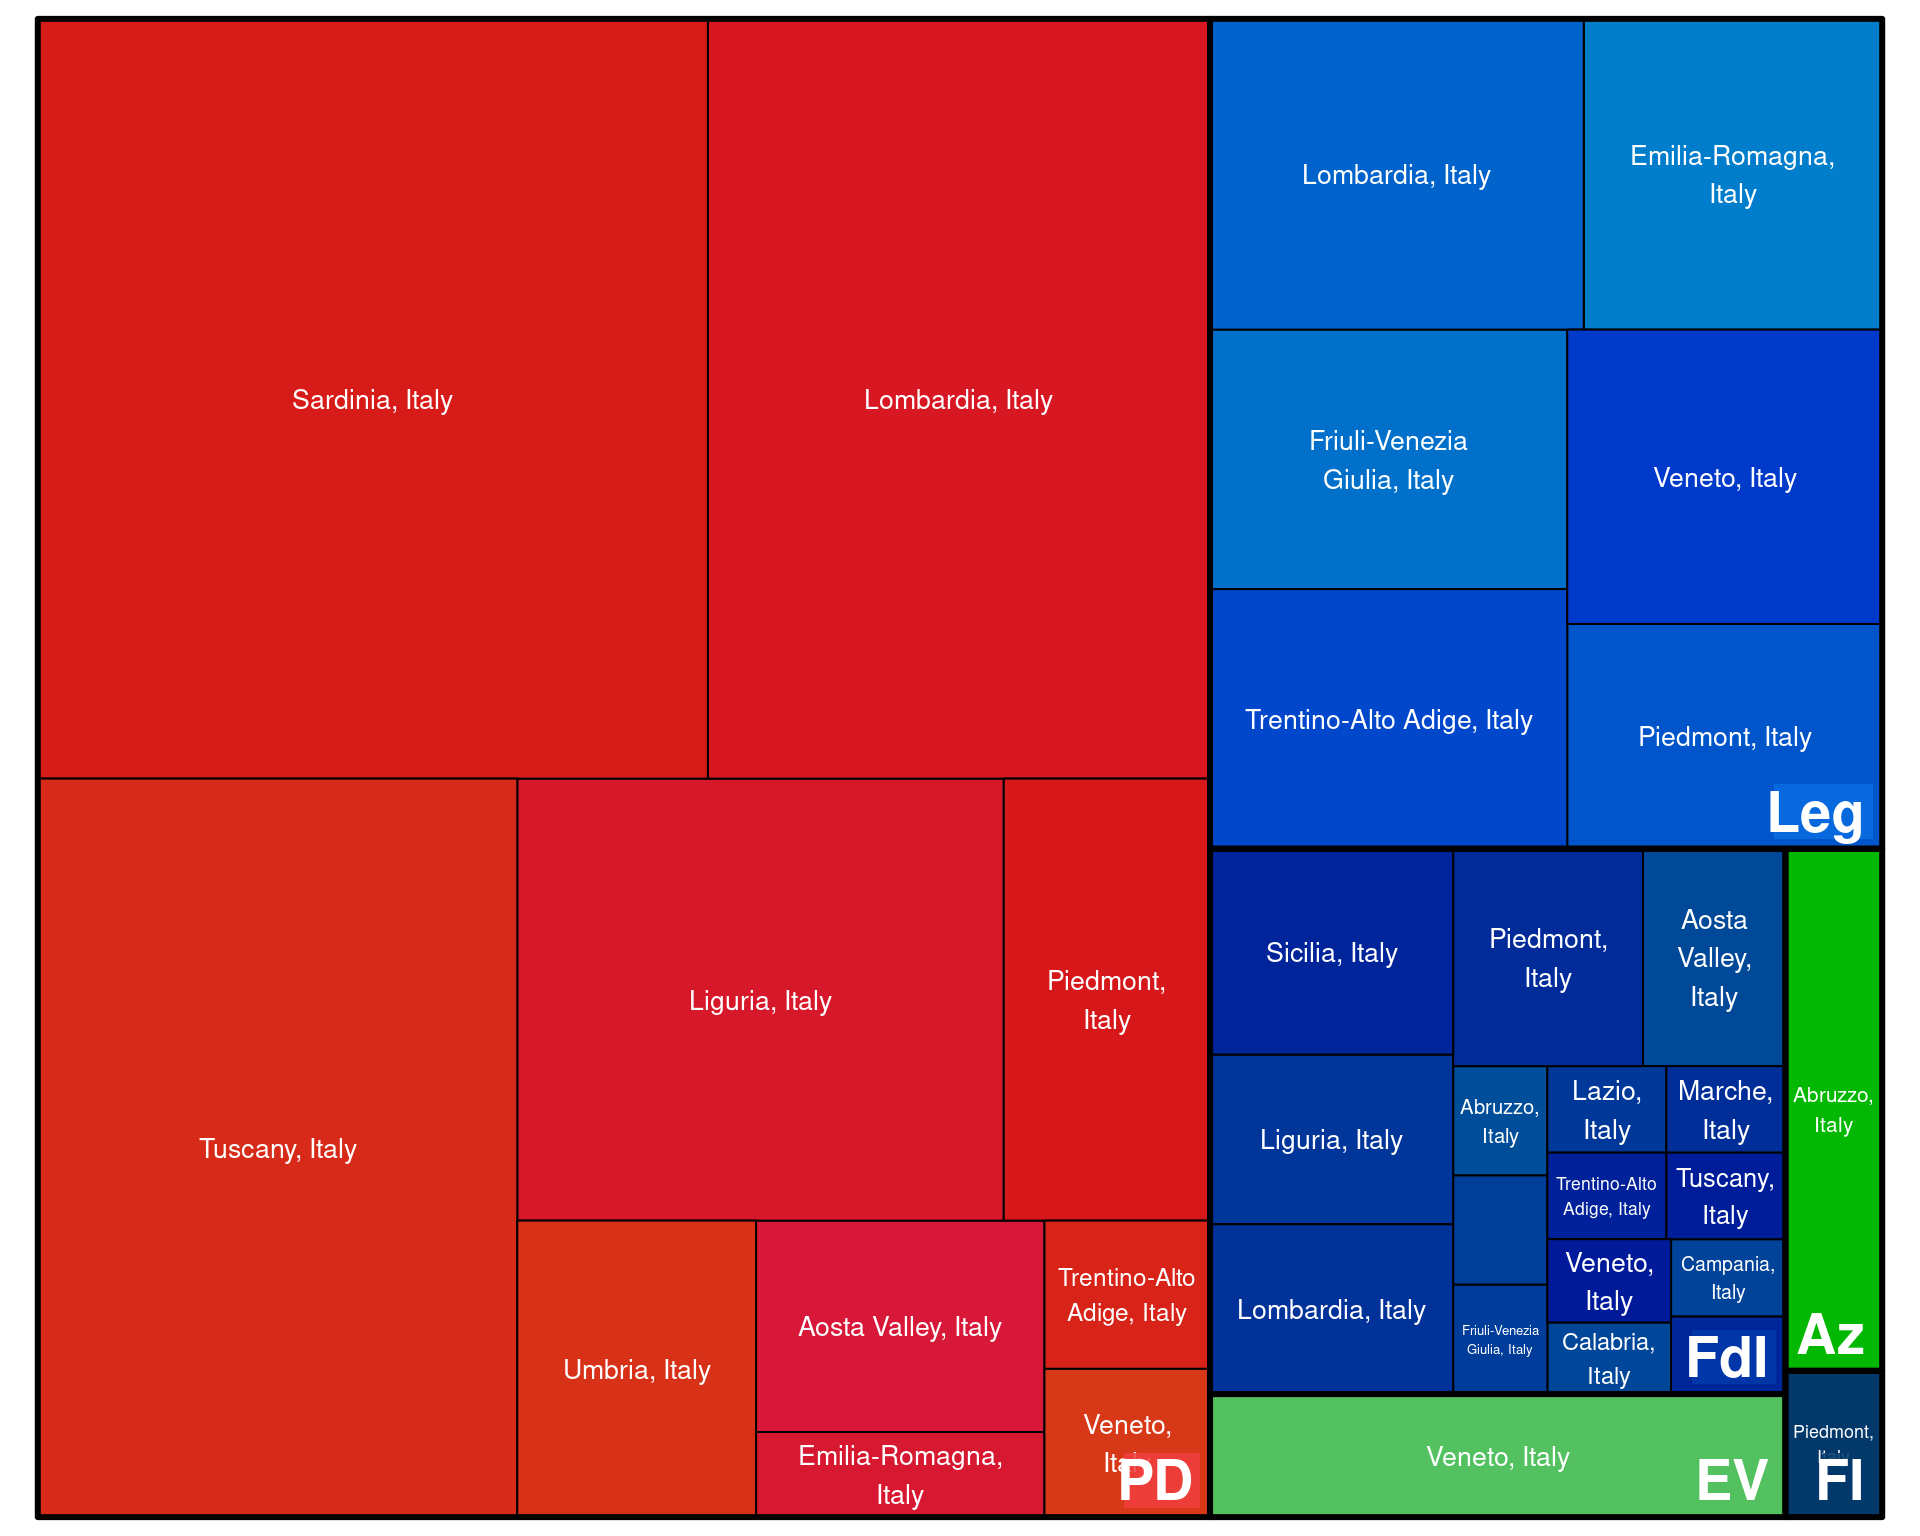 Sardinia, Italy
Lombardia, Italy
Tuscany, Italy
Liguria, Italy
Piedmont,
Italy
Umbria, Italy
Aosta Valley, Italy
Emilia-Romagna,
Italy
Trentino-Alto
Adige, Italy
Veneto,
PD
Lombardia, Italy
Emilia-Romagna,
Italy
Friuli-Venezia
Giulia, Italy
Veneto, Italy
Trentino-Alto Adige, Italy
Piedmont, Italy
Leg
Sicilia, Italy
Piedmont,
Italy
Aosta
Valley,
Italy
Liguria, Italy
Lombardia, Italy
Abruzzo,
Italy
Lazio,
Italy
Marche,
Italy
Trentino-Alto
Adige, Italy
Tuscany,
Italy
Friuli-Venezia
Giulia, Italy
Veneto,
Italy
Campania,
Italy
Calabria,
Italy
FdI
Abruzzo,
Italy
Az
Veneto, Italy
EV
Piedmont,
FI